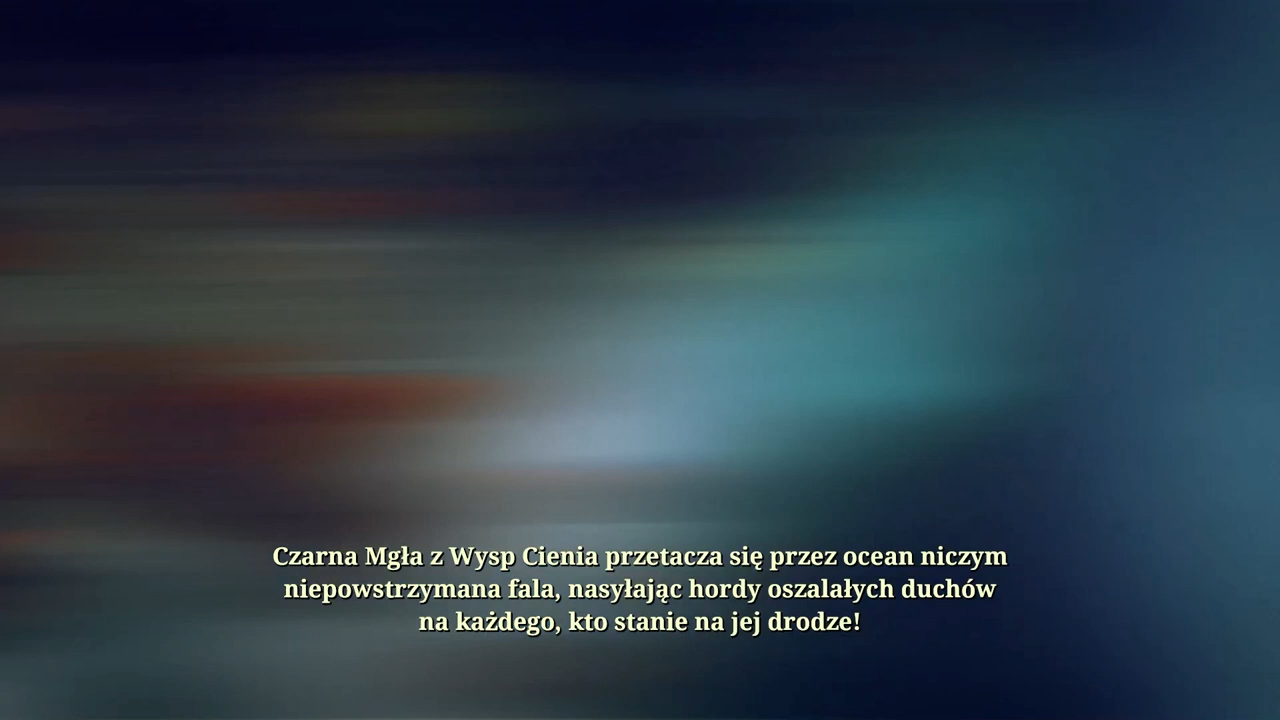 Czarna Mgła z Wysp Cienia przetacza się przez ocean niczym
niepowstrzymana fala, nasyłając hordy oszalałych duchów
na każdego, kto stanie na jej drodze!